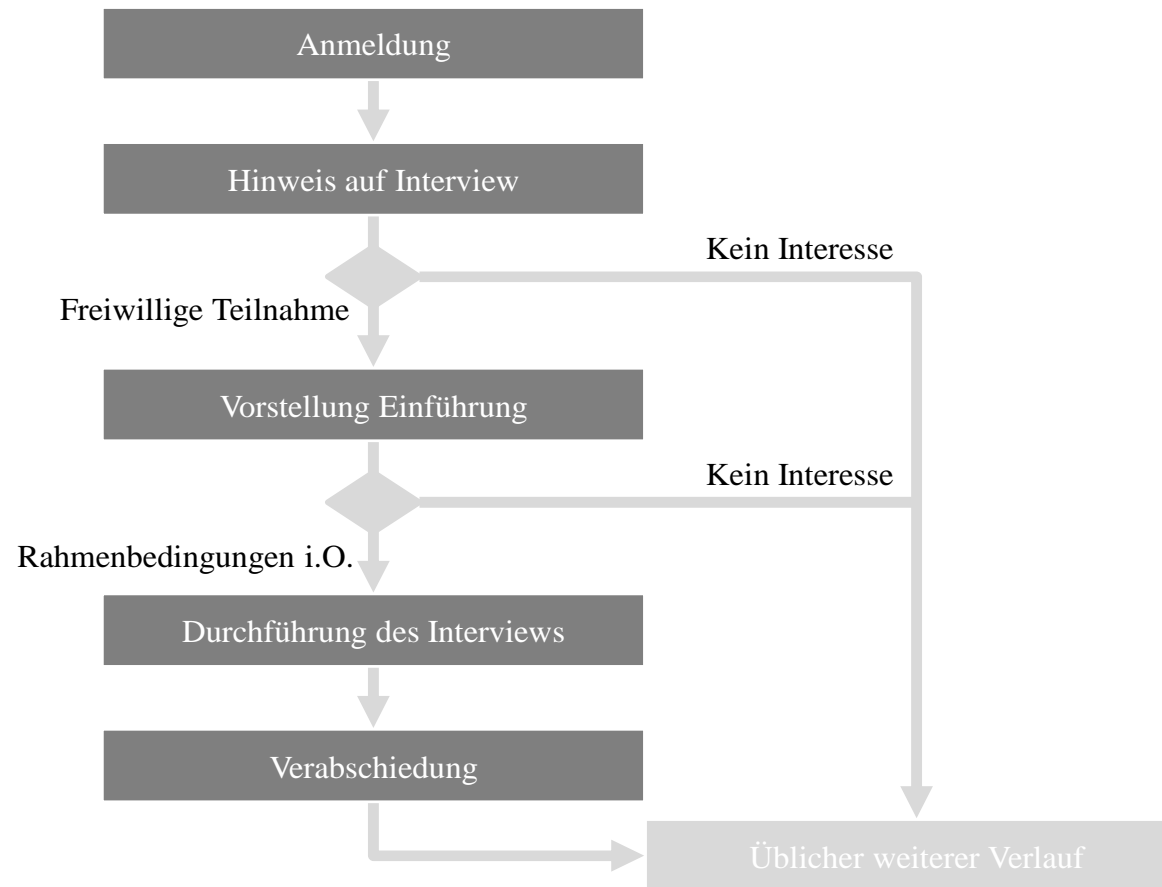 Anmeldung
Hinweis auf Interview
Kein Interesse
Freiwillige Teilnahme
Vorstellung Einführung
Kein Interesse
Rahmenbedingungen i.O.
Durchführung des Interviews
Verabschiedung
Üblicher weiterer Verlauf